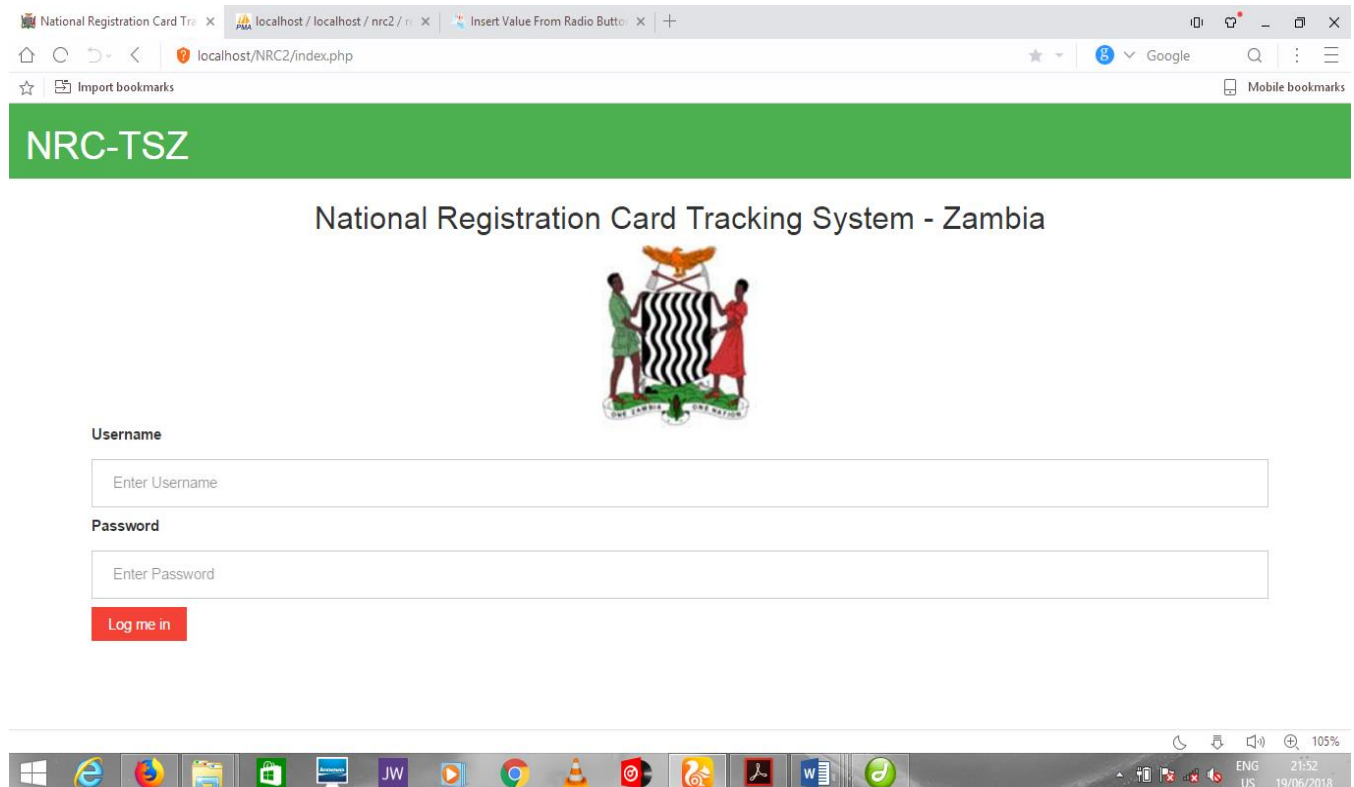 National Registration Card Tra
PMA localhost / localhost / nrc2 / n
Insert Value From Radio Button
localhost/NRC2/index.php
g Google
Import bookmarks
Mobile bookmarks
NRC-TSZ
National Registration Card Tracking System - Zambia
ONE ZAMBIA ONE NATION
Username
Enter Username
Password
Enter Password
Log me in
105%
JW
ENG 21:52
US 19/06/2018